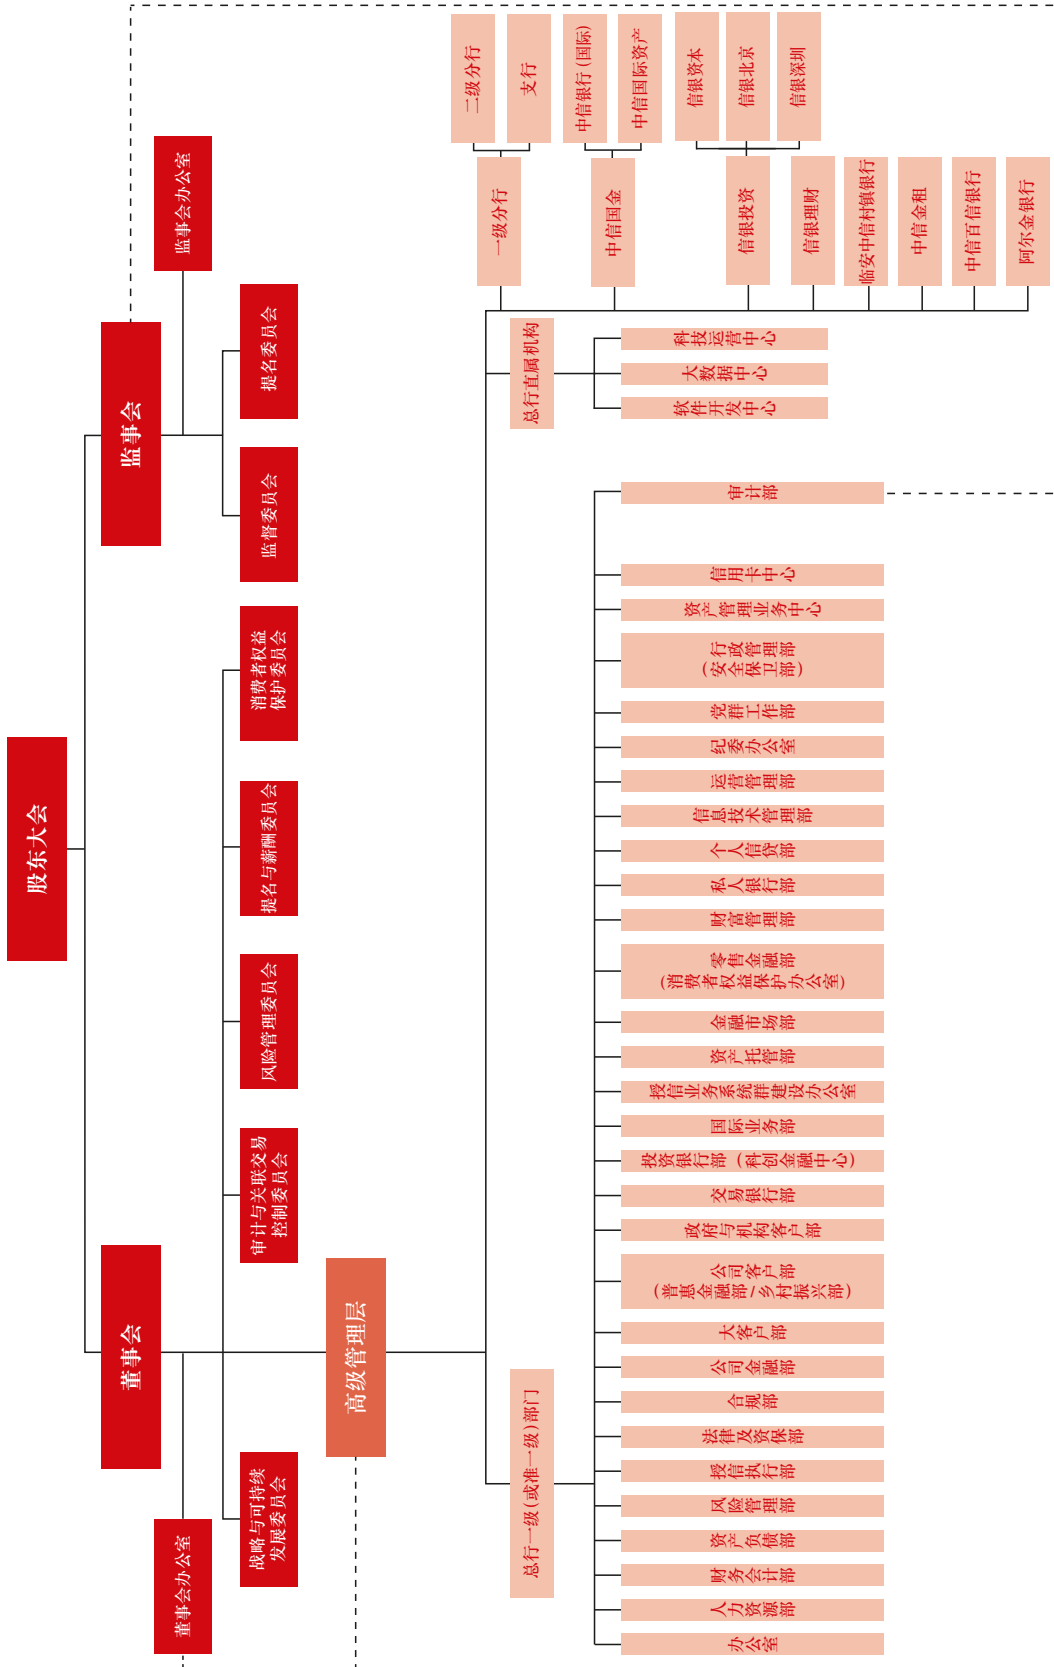 股东大会
董事会
监事会
董事会办公室
监事会办公室
战略与可持续
发展委员会
审计与关联交易
控制委员会
风险管理委员会
提名与薪酬委员会
消费者权益
保护委员会
监督委员会
提名委员会
高级管理层
总行一级(或准一级)部门
办公室
人力资源部
财务会计部
资产负债部
风险管理部
授信执行部
法律及资保部
合规部
公司金融部
大客户部
公司客户部
(普惠金融部/乡村振兴部)
政府与机构客户部
交易银行部
投资银行部(科创金融中心)
国际业务部
授信业务系统群建设办公室
资产托管部
金融市场部
零售金融部
(消费者权益保护办公室)
财富管理部
私人银行部
个人信贷部
信息技术管理部
运营管理部
纪委办公室
党群工作部
行政管理部
(安全保卫部)
资产管理业务中心
信用卡中心
审计部
总行直属机构
软件开发中心
大数据中心
科技运营中心
一级分行
二级分行
支行
中信国金
中信银行(国际)
中信国际资产
信银投资
信银资本
信银北京
信银深圳
信银理财
临安中信村镇银行
中信金租
中信百信银行
阿尔金银行